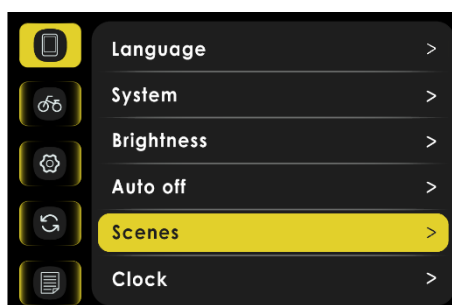 Language >
System >
Brightness >
Auto off >
Scenes >
Clock >